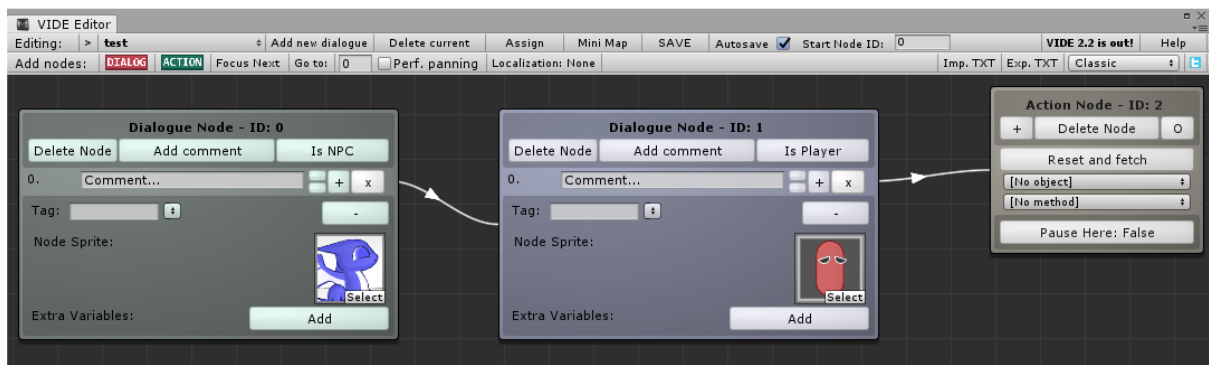 VIDE Editor
Editing: > test Add new dialogue Delete current Assign Mini Map SAVE Autosave Start Node ID: 0 VIDE 2.2 is out! Help
Add nodes: DIALOG ACTION Focus Next Go to: 0 Perf. panning Localization: None Imp. TXT Exp. TXT Classic
Dialogue Node - ID: 0
Delete Node Add comment Is NPC
0. Comment... + x
Tag: -
Node Sprite:
Select
Extra Variables: Add
Dialogue Node - ID: 1
Delete Node Add comment Is Player
0. Comment... + x
Tag: -
Node Sprite:
Select
Extra Variables: Add
Action Node - ID: 2
+ Delete Node O
Reset and fetch
[No object]
[No method]
Pause Here: False